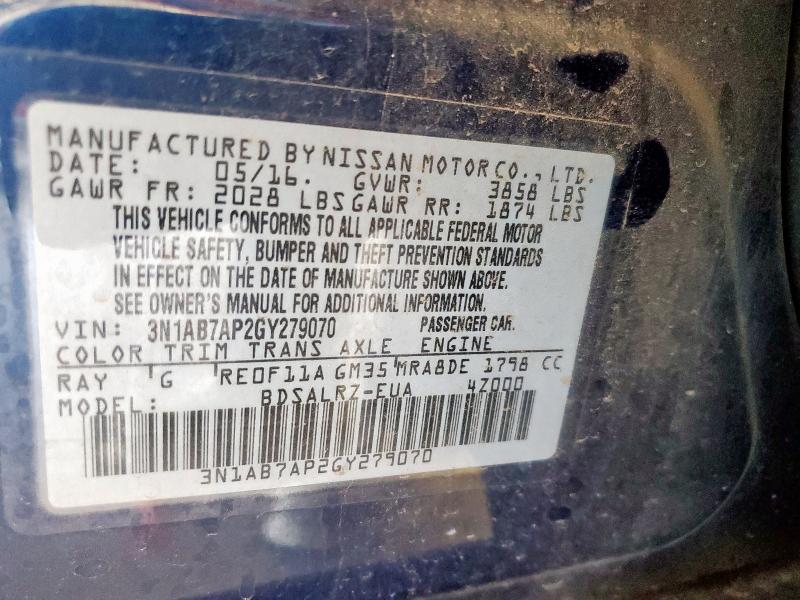 MANUFACTURED BY NISSAN MOTOR CO., LTD.
DATE: 05/16. GVWR: 3858 LBS
GAWR FR: 2028 LBS GAWR RR: 1874 LBS
THIS VEHICLE CONFORMS TO ALL APPLICABLE FEDERAL MOTOR
VEHICLE SAFETY, BUMPER AND THEFT PREVENTION STANDARDS
IN EFFECT ON THE DATE OF MANUFACTURE SHOWN ABOVE.
SEE OWNER'S MANUAL FOR ADDITIONAL INFORMATION.
VIN: 3N1AB7AP2GY279070 PASSENGER CAR.
COLOR TRIM TRANS AXLE ENGINE
RAY G RE0F11A GM35 MRA8DE 1798 CC
MODEL: BDSALRZ-EUA 4Z000
3N1AB7AP2GY279070